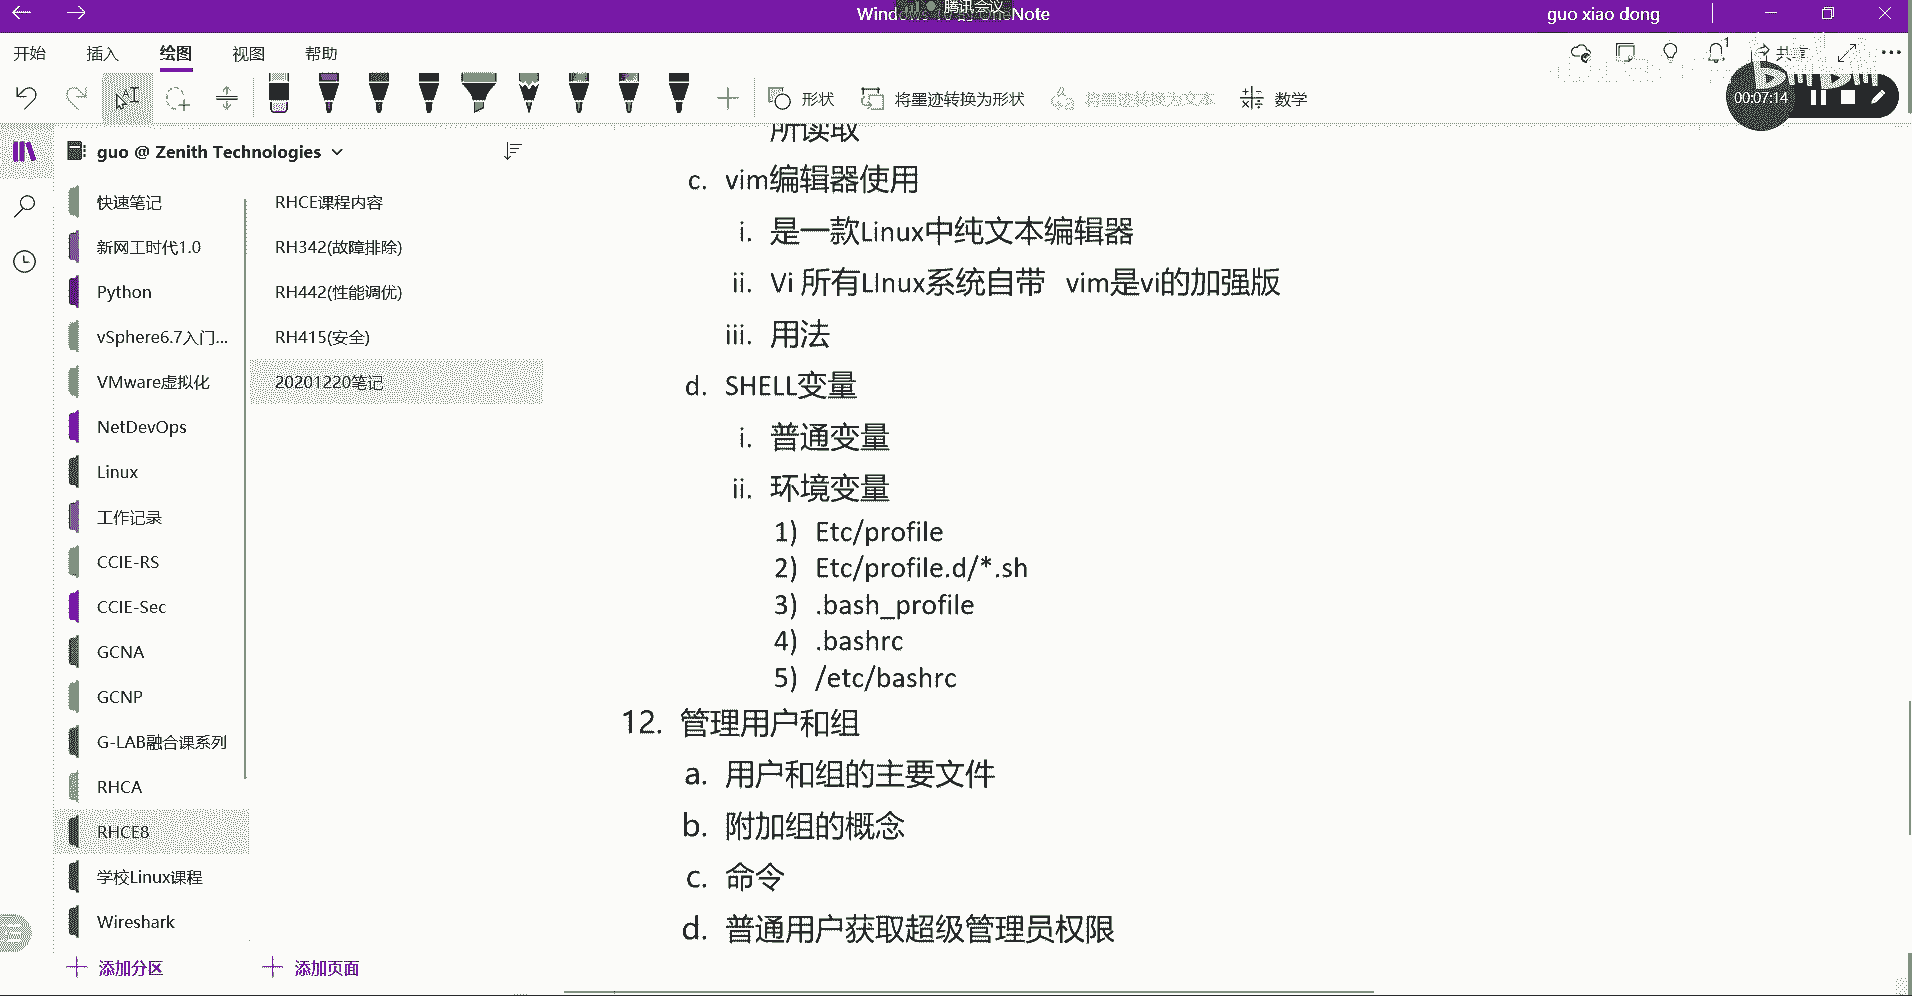 腾讯会议
OneNote
guo xiao dong
开始 插入 绘图 视图 帮助
共享
形状 将墨迹转换为形状 将墨迹转换为文本 数学
00:07:14
guo @ Zenith Technologies
快速笔记
新网工时代1.0
Python
vSphere6.7入门...
VMware虚拟化
NetDevOps
Linux
工作记录
CCIE-RS
CCIE-Sec
GCNA
GCNP
G-LAB融合课系列
RHCA
RHCE8
学校Linux课程
Wireshark
添加分区
RHCE课程内容
RH342(故障排除)
RH442(性能调优)
RH415(安全)
20201220笔记
添加页面
所读取
c. vim编辑器使用
i. 是一款Linux中纯文本编辑器
ii. Vi 所有LInux系统自带 vim是vi的加强版
iii. 用法
d. SHELL变量
i. 普通变量
ii. 环境变量
1) Etc/profile
2) Etc/profile.d/*.sh
3) .bash_profile
4) .bashrc
5) /etc/bashrc
12. 管理用户和组
a. 用户和组的主要文件
b. 附加组的概念
c. 命令
d. 普通用户获取超级管理员权限